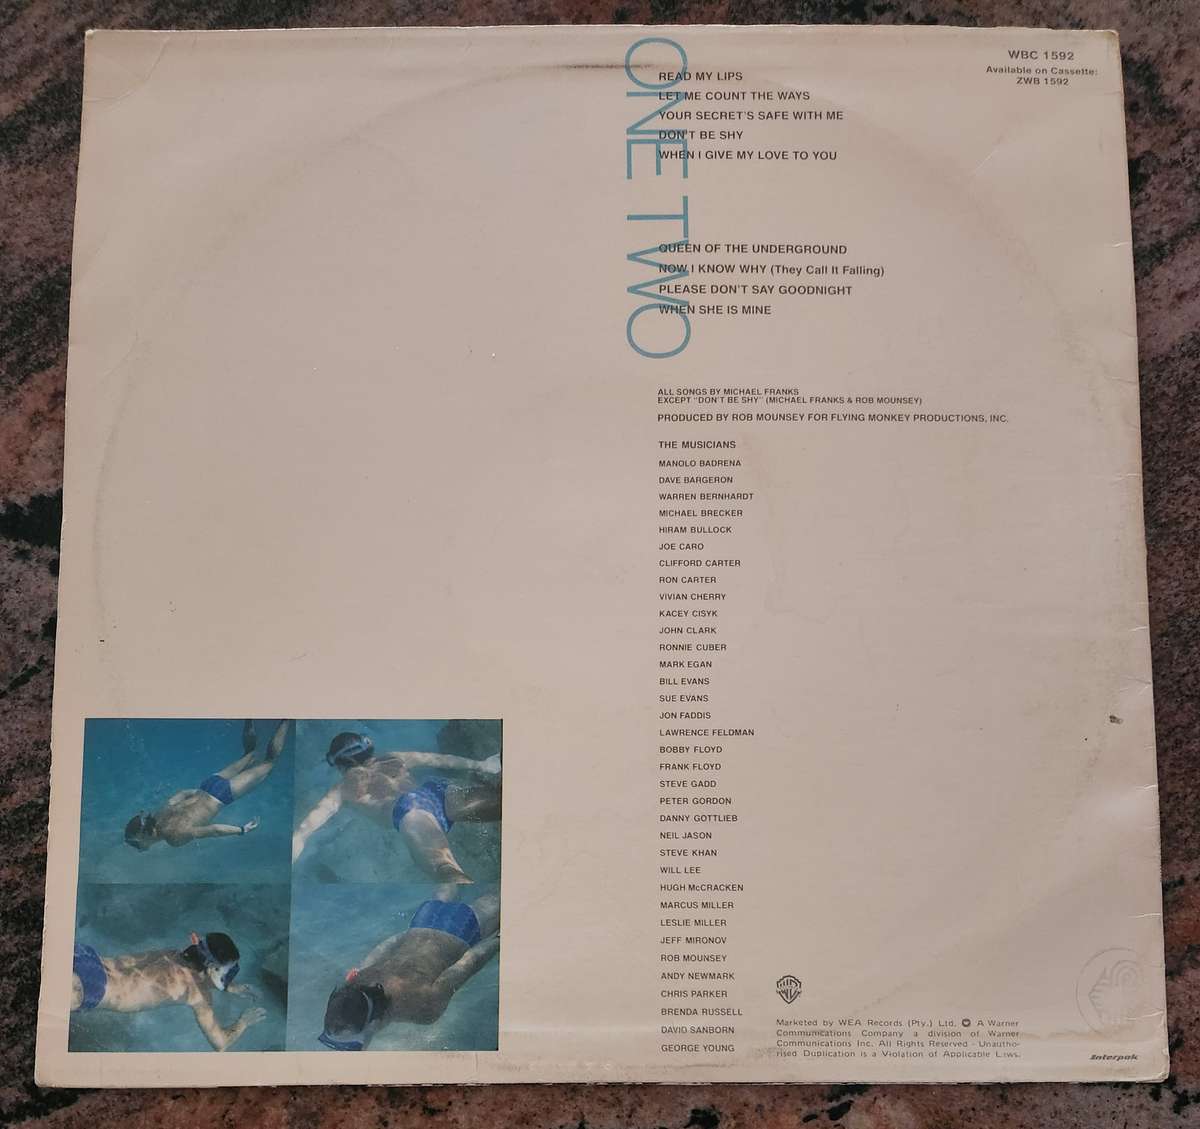 ONE TWO
READ MY LIPS
LET ME COUNT THE WAYS
YOUR SECRET'S SAFE WITH ME
DON'T BE SHY
WHEN I GIVE MY LOVE TO YOU
QUEEN OF THE UNDERGROUND
NOW I KNOW WHY (They Call It Falling)
PLEASE DON'T SAY GOODNIGHT
WHEN SHE IS MINE
WBC 1592
Available on Cassette:
ZWB 1592
ALL SONGS BY MICHAEL FRANKS
EXCEPT "DON'T BE SHY" (MICHAEL FRANKS & ROB MOUNSEY)
PRODUCED BY ROB MOUNSEY FOR FLYING MONKEY PRODUCTIONS, INC.
THE MUSICIANS
MANOLO BADRENA
DAVE BARGERON
WARREN BERNHARDT
MICHAEL BRECKER
HIRAM BULLOCK
JOE CARO
CLIFFORD CARTER
RON CARTER
VIVIAN CHERRY
KACEY CISYK
JOHN CLARK
RONNIE CUBER
MARK EGAN
BILL EVANS
SUE EVANS
JON FADDIS
LAWRENCE FELDMAN
BOBBY FLOYD
FRANK FLOYD
STEVE GADD
PETER GORDON
DANNY GOTTLIEB
NEIL JASON
STEVE KHAN
WILL LEE
HUGH McCRACKEN
MARCUS MILLER
LESLIE MILLER
JEFF MIRONOV
ROB MOUNSEY
ANDY NEWMARK
CHRIS PARKER
BRENDA RUSSELL
DAVID SANBORN
GEORGE YOUNG
Marketed by WEA Records (Pty.) Ltd. A Warner
Communications Company a division of Warner
Communications Inc. All Rights Reserved - Unautho-
rised Duplication is a Violation of Applicable Laws.
Interpak